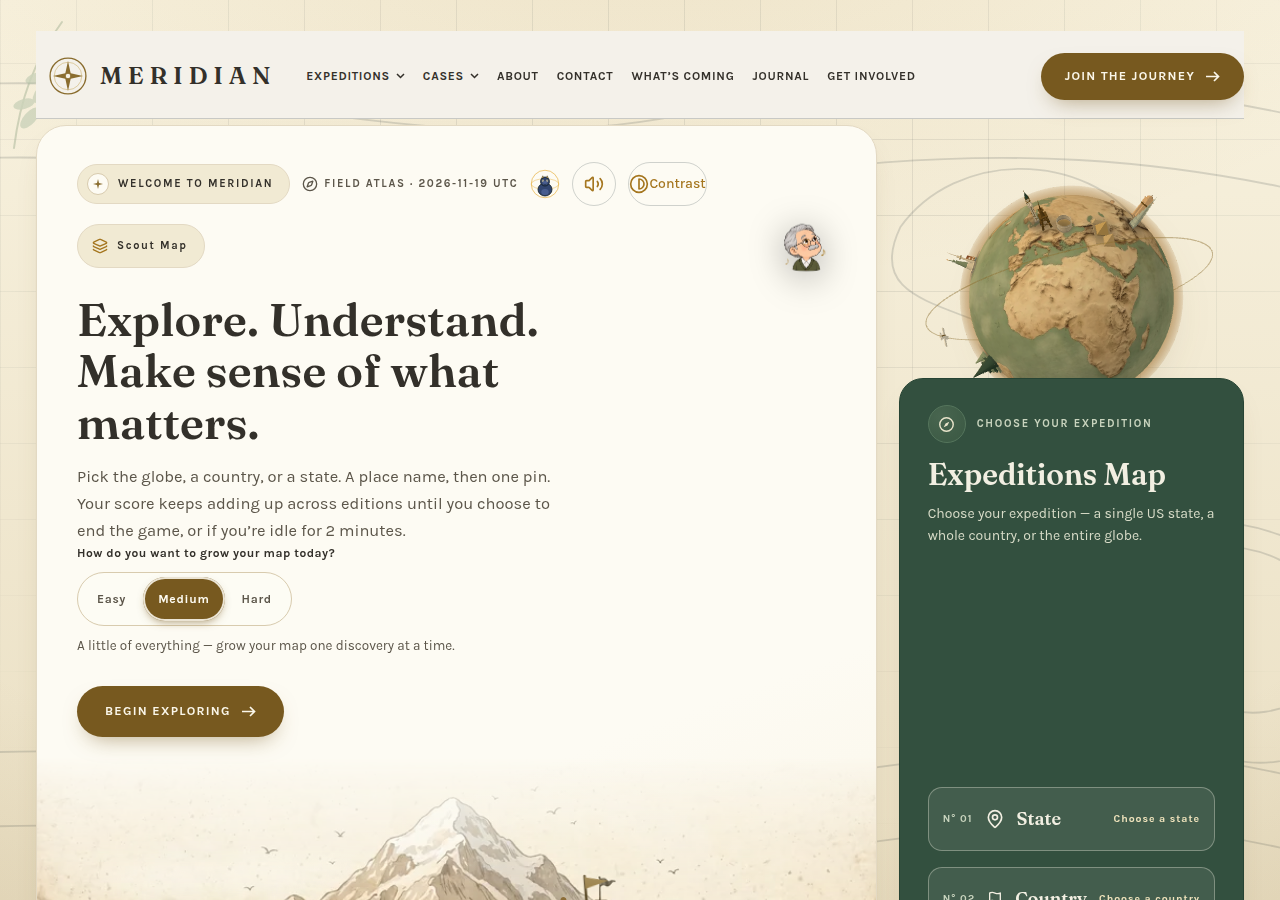 MERIDIAN
EXPEDITIONS
CASES
ABOUT
CONTACT
WHAT'S COMING
JOURNAL
GET INVOLVED
JOIN THE JOURNEY
WELCOME TO MERIDIAN
FIELD ATLAS · 2026-11-19 UTC
Contrast
Scout Map
Explore. Understand.
Make sense of what
matters.
Pick the globe, a country, or a state. A place name, then one pin.
Your score keeps adding up across editions until you choose to
end the game, or if you’re idle for 2 minutes.
How do you want to grow your map today?
Easy
Medium
Hard
A little of everything — grow your map one discovery at a time.
BEGIN EXPLORING
CHOOSE YOUR EXPEDITION
Expeditions Map
Choose your expedition — a single US state, a
whole country, or the entire globe.
N° 01
State
Choose a state
N° 02
Country
Choose a country